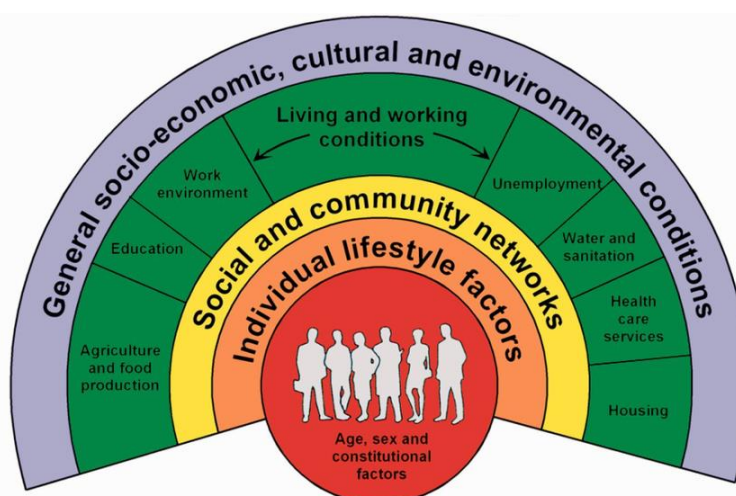 General socio-economic, cultural and environmental conditions
Living and working
conditions
Work
environment
Education
Agriculture
and food
production
Unemployment
Water and
sanitation
Health
care
services
Housing
Social and community networks
Individual lifestyle factors
Age, sex and
constitutional
factors